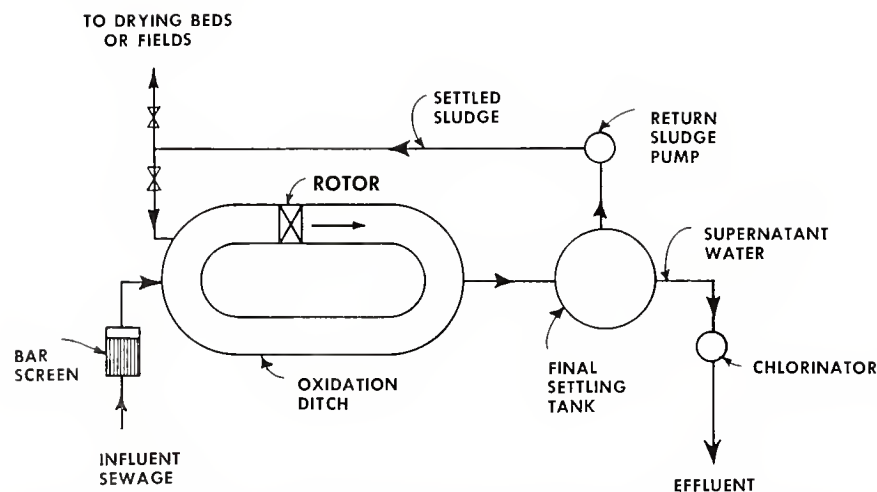 TO DRYING BEDS
OR FIELDS
SETTLED
SLUDGE
RETURN
SLUDGE
PUMP
ROTOR
SUPERNATANT
WATER
BAR
SCREEN
OXIDATION
DITCH
FINAL
SETTLING
TANK
CHLORINATOR
INFLUENT
SEWAGE
EFFLUENT